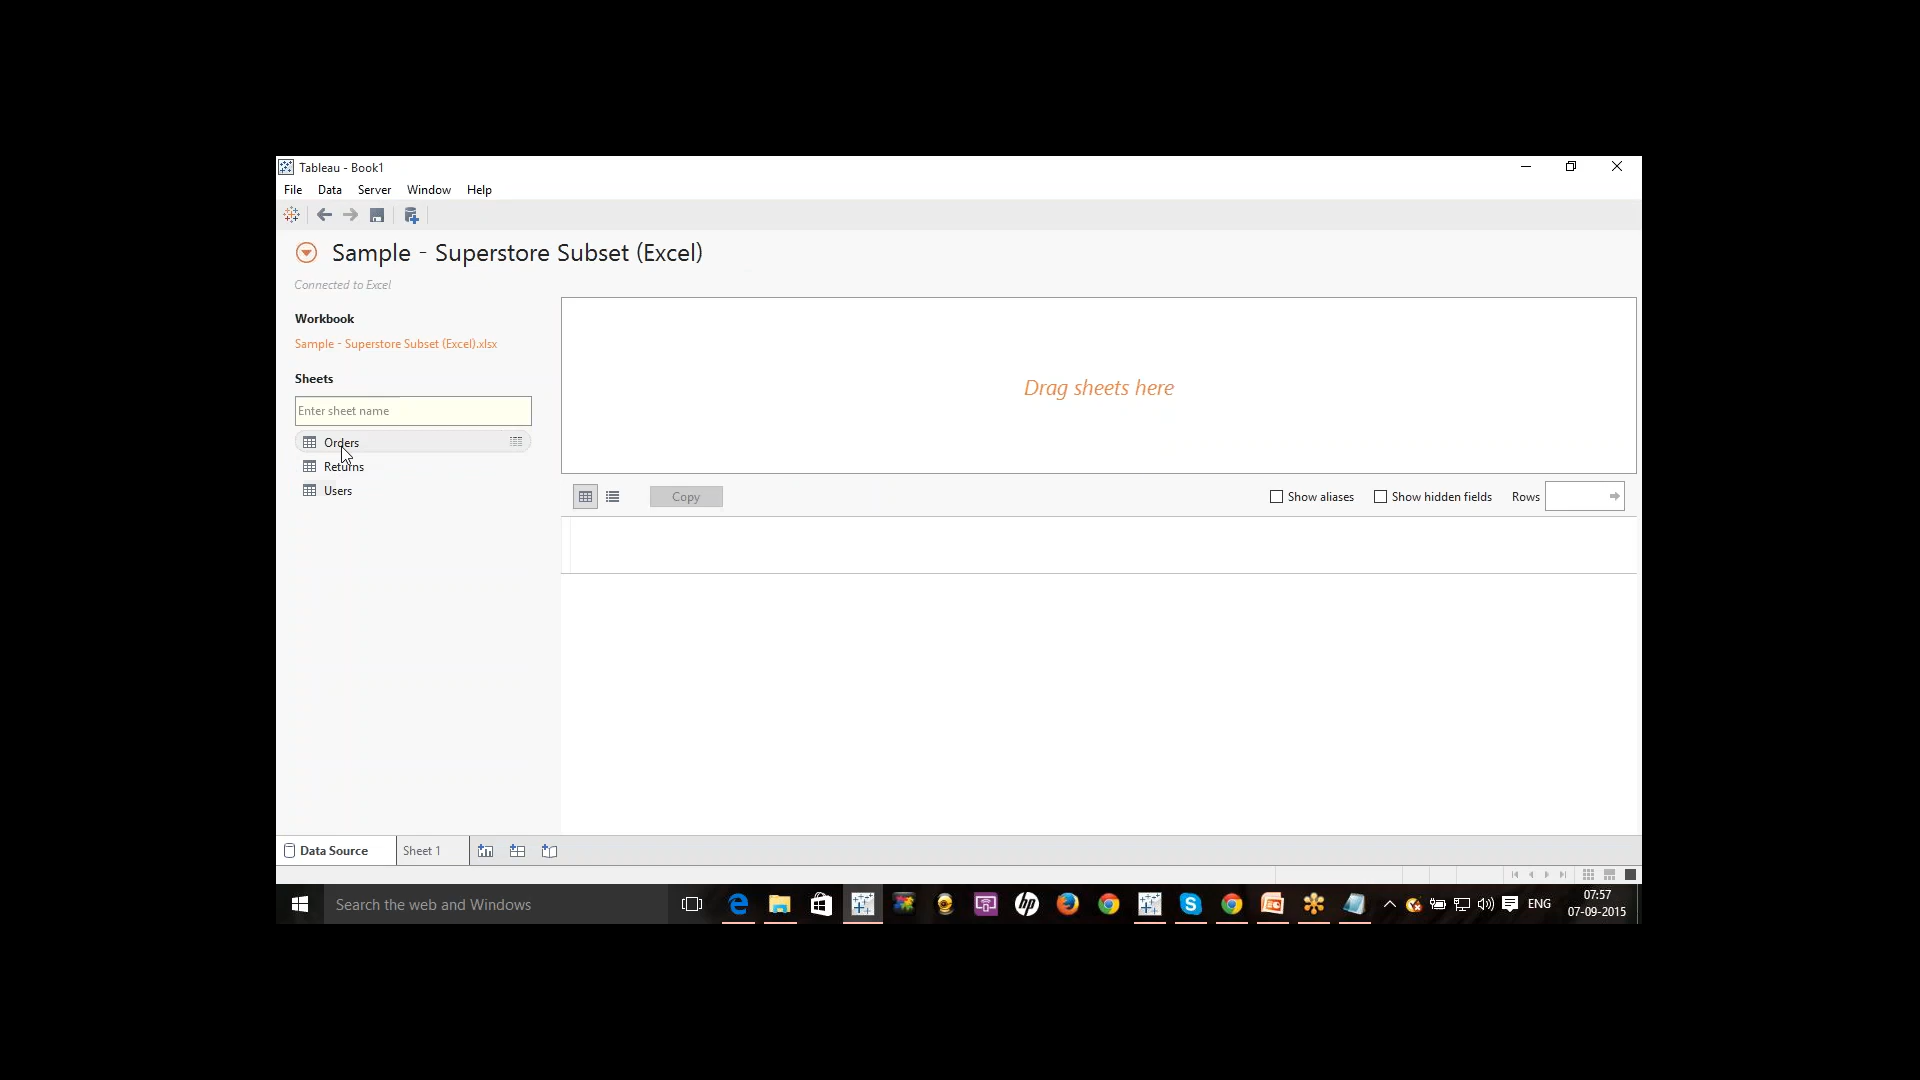 Tableau - Book1
File Data Server Window Help
Sample - Superstore Subset (Excel)
Connected to Excel
Workbook
Sample - Superstore Subset (Excel).xlsx
Sheets
Enter sheet name
Orders
Returns
Users
Drag sheets here
Copy Show aliases Show hidden fields Rows
Data Source Sheet 1
Search the web and Windows
hp
ENG
07:57
07-09-2015